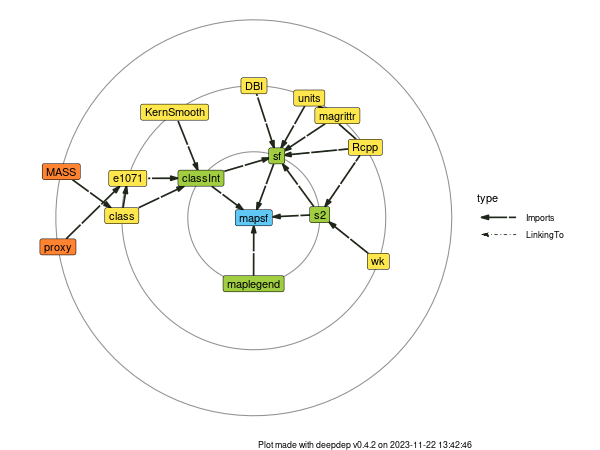 DBI
units
KernSmooth
magrittr
Rcpp
sf
MASS
e1071
classInt
type
class
mapsf
s2
Imports
LinkingTo
proxy
wk
maplegend
Plot made with deepdep v0.4.2 on 2023-11-22 13:42:46